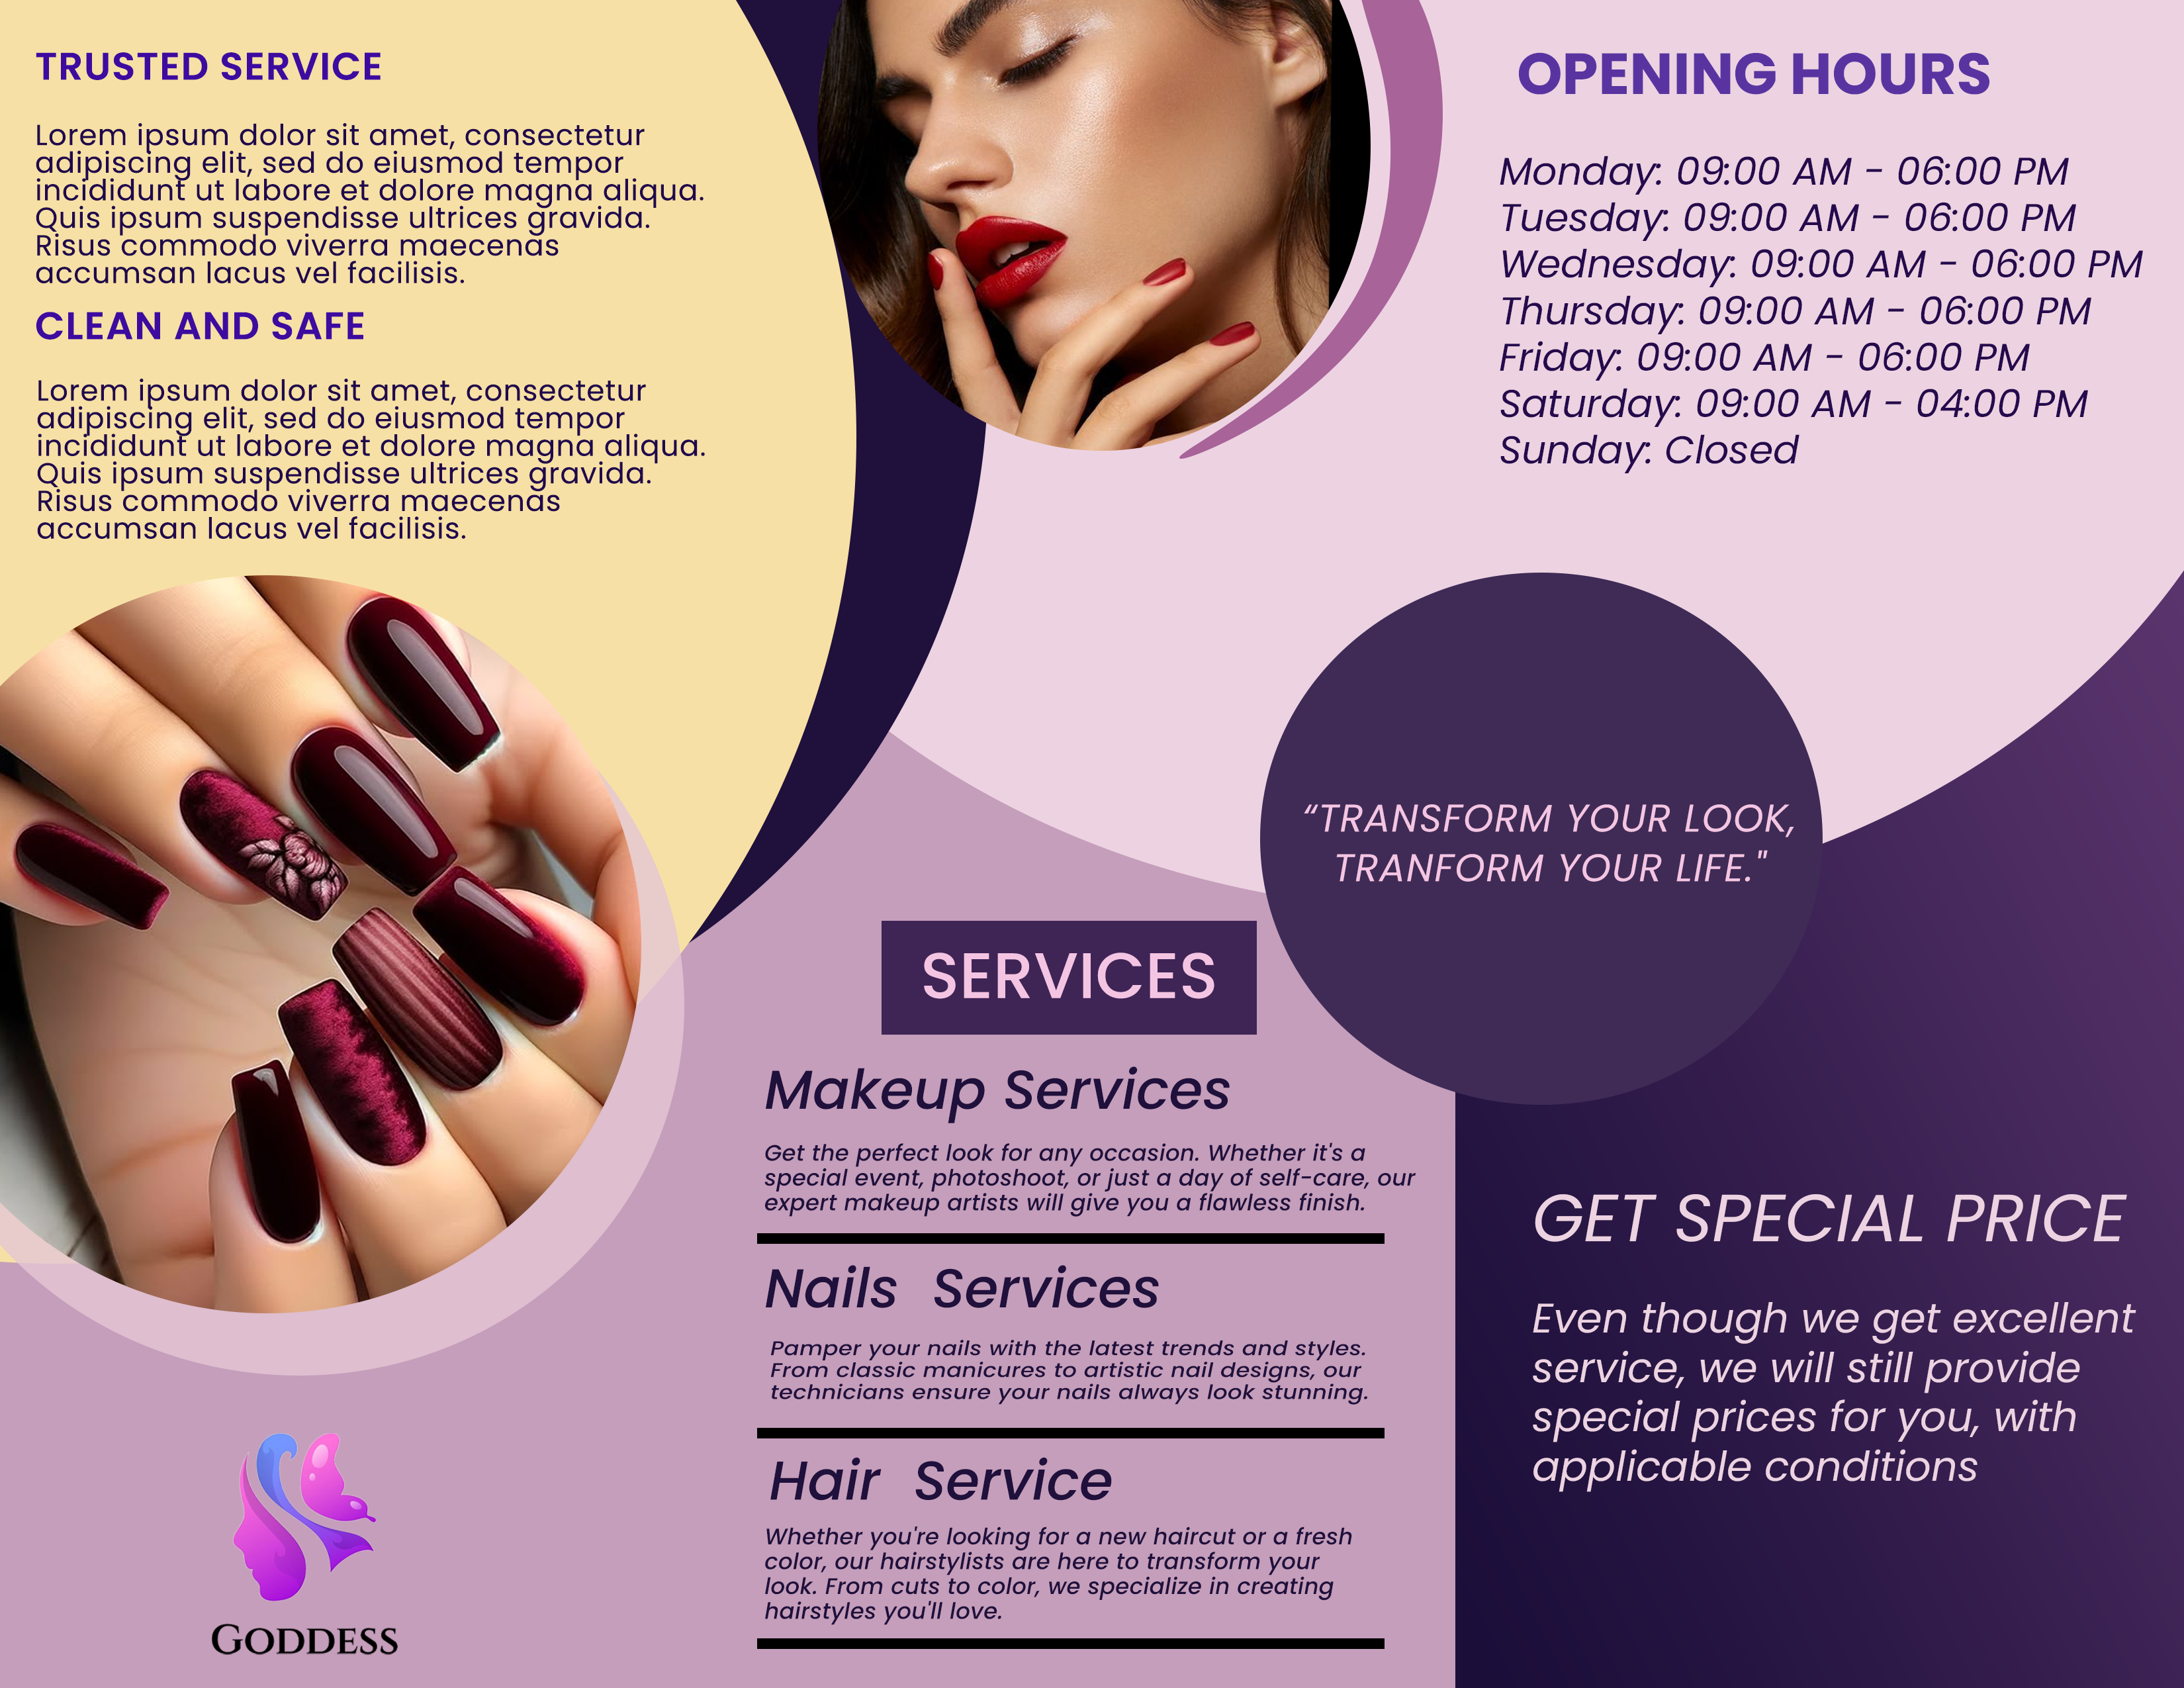 TRUSTED SERVICE
Lorem ipsum dolor sit amet, consectetur
adipiscing elit, sed do eiusmod tempor
incididunt ut labore et dolore magna aliqua.
Quis ipsum suspendisse ultrices gravida.
Risus commodo viverra maecenas
accumsan lacus vel facilisis.
CLEAN AND SAFE
Lorem ipsum dolor sit amet, consectetur
adipiscing elit, sed do eiusmod tempor
incididunt ut labore et dolore magna aliqua.
Quis ipsum suspendisse ultrices gravida.
Risus commodo viverra maecenas
accumsan lacus vel facilisis.
GODDESS
SERVICES
Makeup Services
Get the perfect look for any occasion. Whether it's a
special event, photoshoot, or just a day of self-care, our
expert makeup artists will give you a flawless finish.
Nails Services
Pamper your nails with the latest trends and styles.
From classic manicures to artistic nail designs, our
technicians ensure your nails always look stunning.
Hair Service
Whether you're looking for a new haircut or a fresh
color, our hairstylists are here to transform your
look. From cuts to color, we specialize in creating
hairstyles you'll love.
OPENING HOURS
Monday: 09:00 AM - 06:00 PM
Tuesday: 09:00 AM - 06:00 PM
Wednesday: 09:00 AM - 06:00 PM
Thursday: 09:00 AM - 06:00 PM
Friday: 09:00 AM - 06:00 PM
Saturday: 09:00 AM - 04:00 PM
Sunday: Closed
“TRANSFORM YOUR LOOK,
TRANFORM YOUR LIFE."
GET SPECIAL PRICE
Even though we get excellent
service, we will still provide
special prices for you, with
applicable conditions